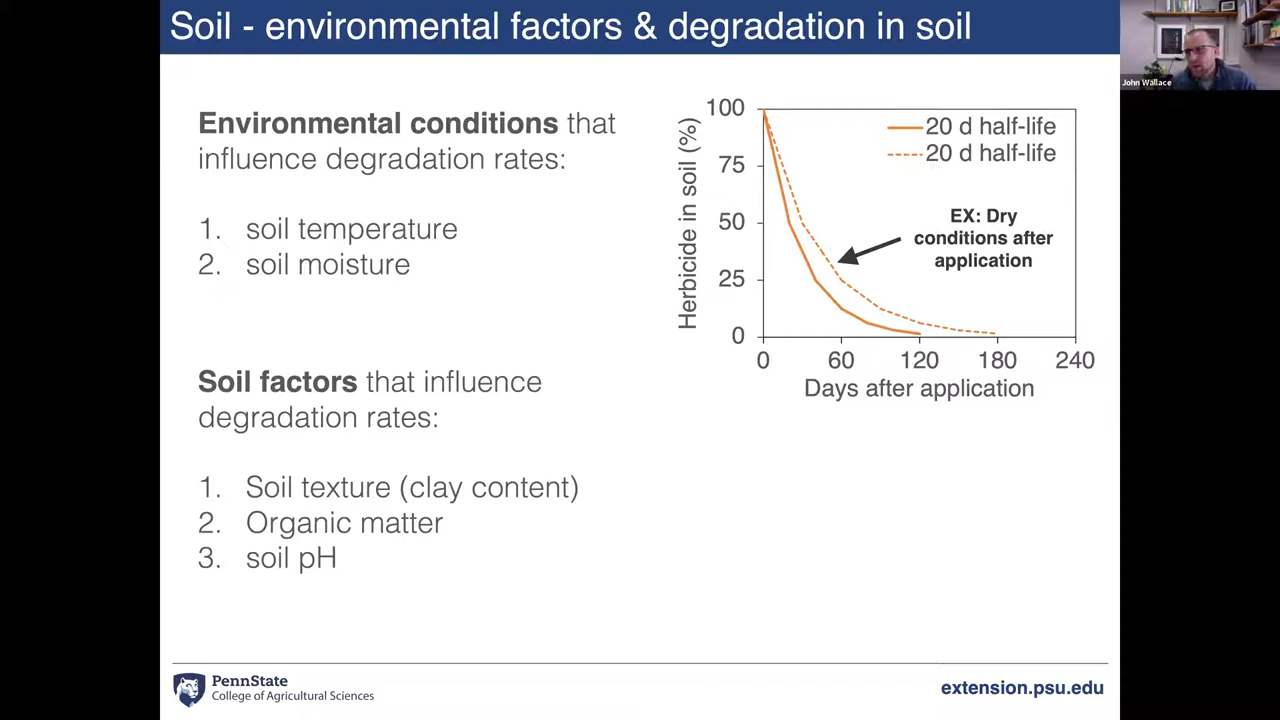 Soil - environmental factors & degradation in soil
John Wallace
Environmental conditions that
influence degradation rates:
1. soil temperature
2. soil moisture
Soil factors that influence
degradation rates:
1. Soil texture (clay content)
2. Organic matter
3. soil pH
Herbicide in soil (%)
100
75
50
25
0
20 d half-life
20 d half-life
EX: Dry
conditions after
application
0 60 120 180 240
Days after application
PennState
College of Agricultural Sciences
extension.psu.edu